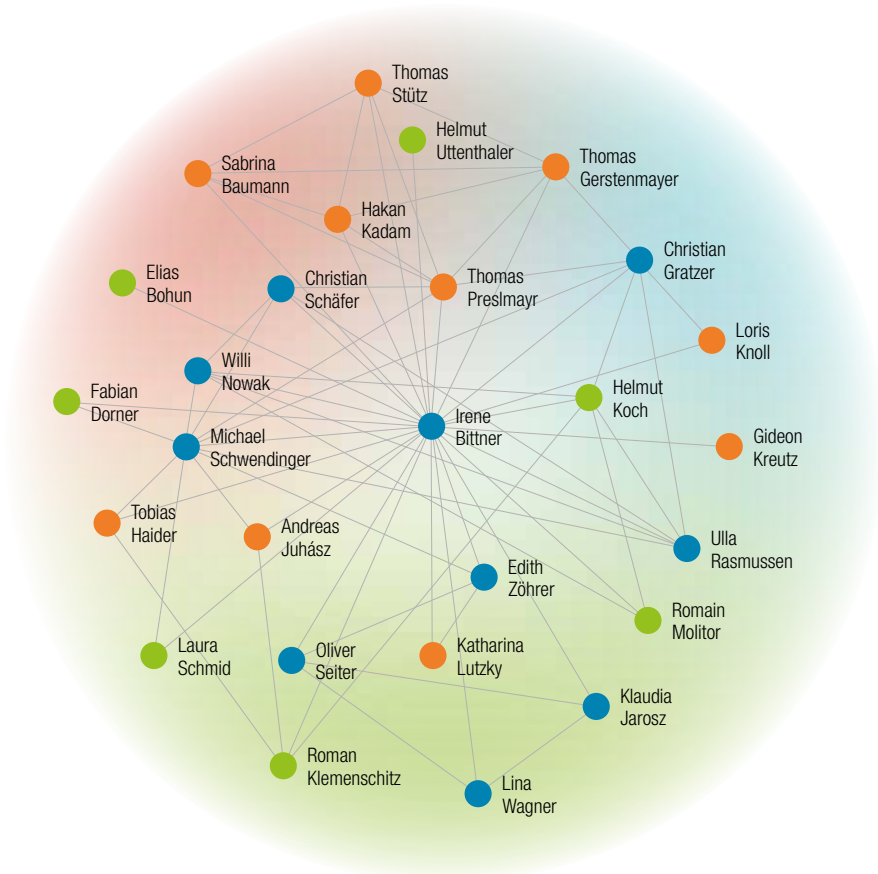 Thomas
Stütz
Helmut
Uttenthaler
Sabrina
Baumann
Thomas
Gerstenmayer
Hakan
Kadam
Christian
Gratzer
Elias
Bohun
Christian
Schäfer
Thomas
Preslmayr
Loris
Knoll
Willi
Nowak
Fabian
Dorner
Helmut
Koch
Irene
Bittner
Michael
Schwendinger
Gideon
Kreutz
Tobias
Haider
Andreas
Juhász
Ulla
Rasmussen
Edith
Zöhrer
Romain
Molitor
Laura
Schmid
Oliver
Seiter
Katharina
Lutzky
Klaudia
Jarosz
Roman
Klemenschitz
Lina
Wagner